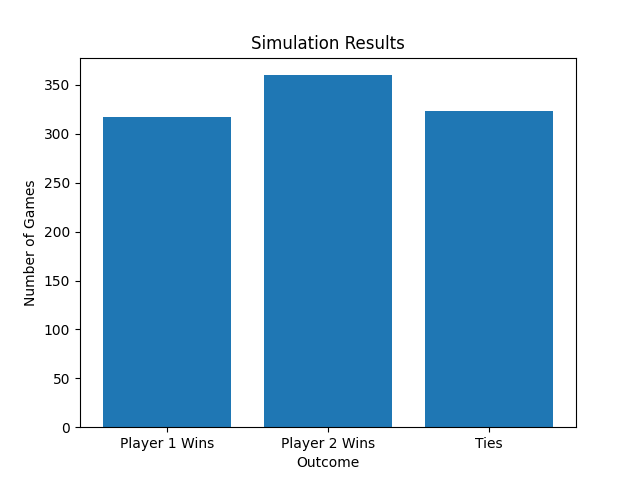 Simulation Results
350
300
250
200
150
100
50
0
Number of Games
Player 1 Wins
Player 2 Wins
Ties
Outcome